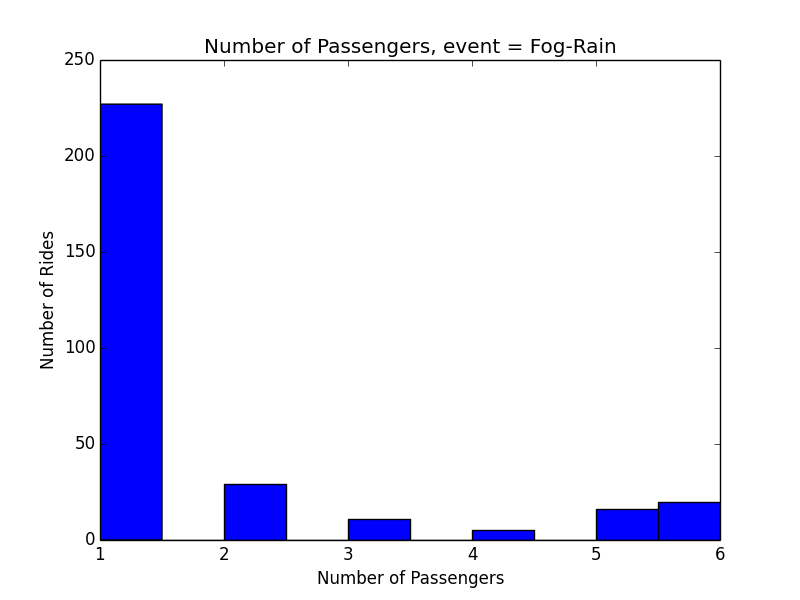 Number of Passengers, event = Fog-Rain
250
200
150
100
50
0
Number of Rides
1 2 3 4 5 6
Number of Passengers